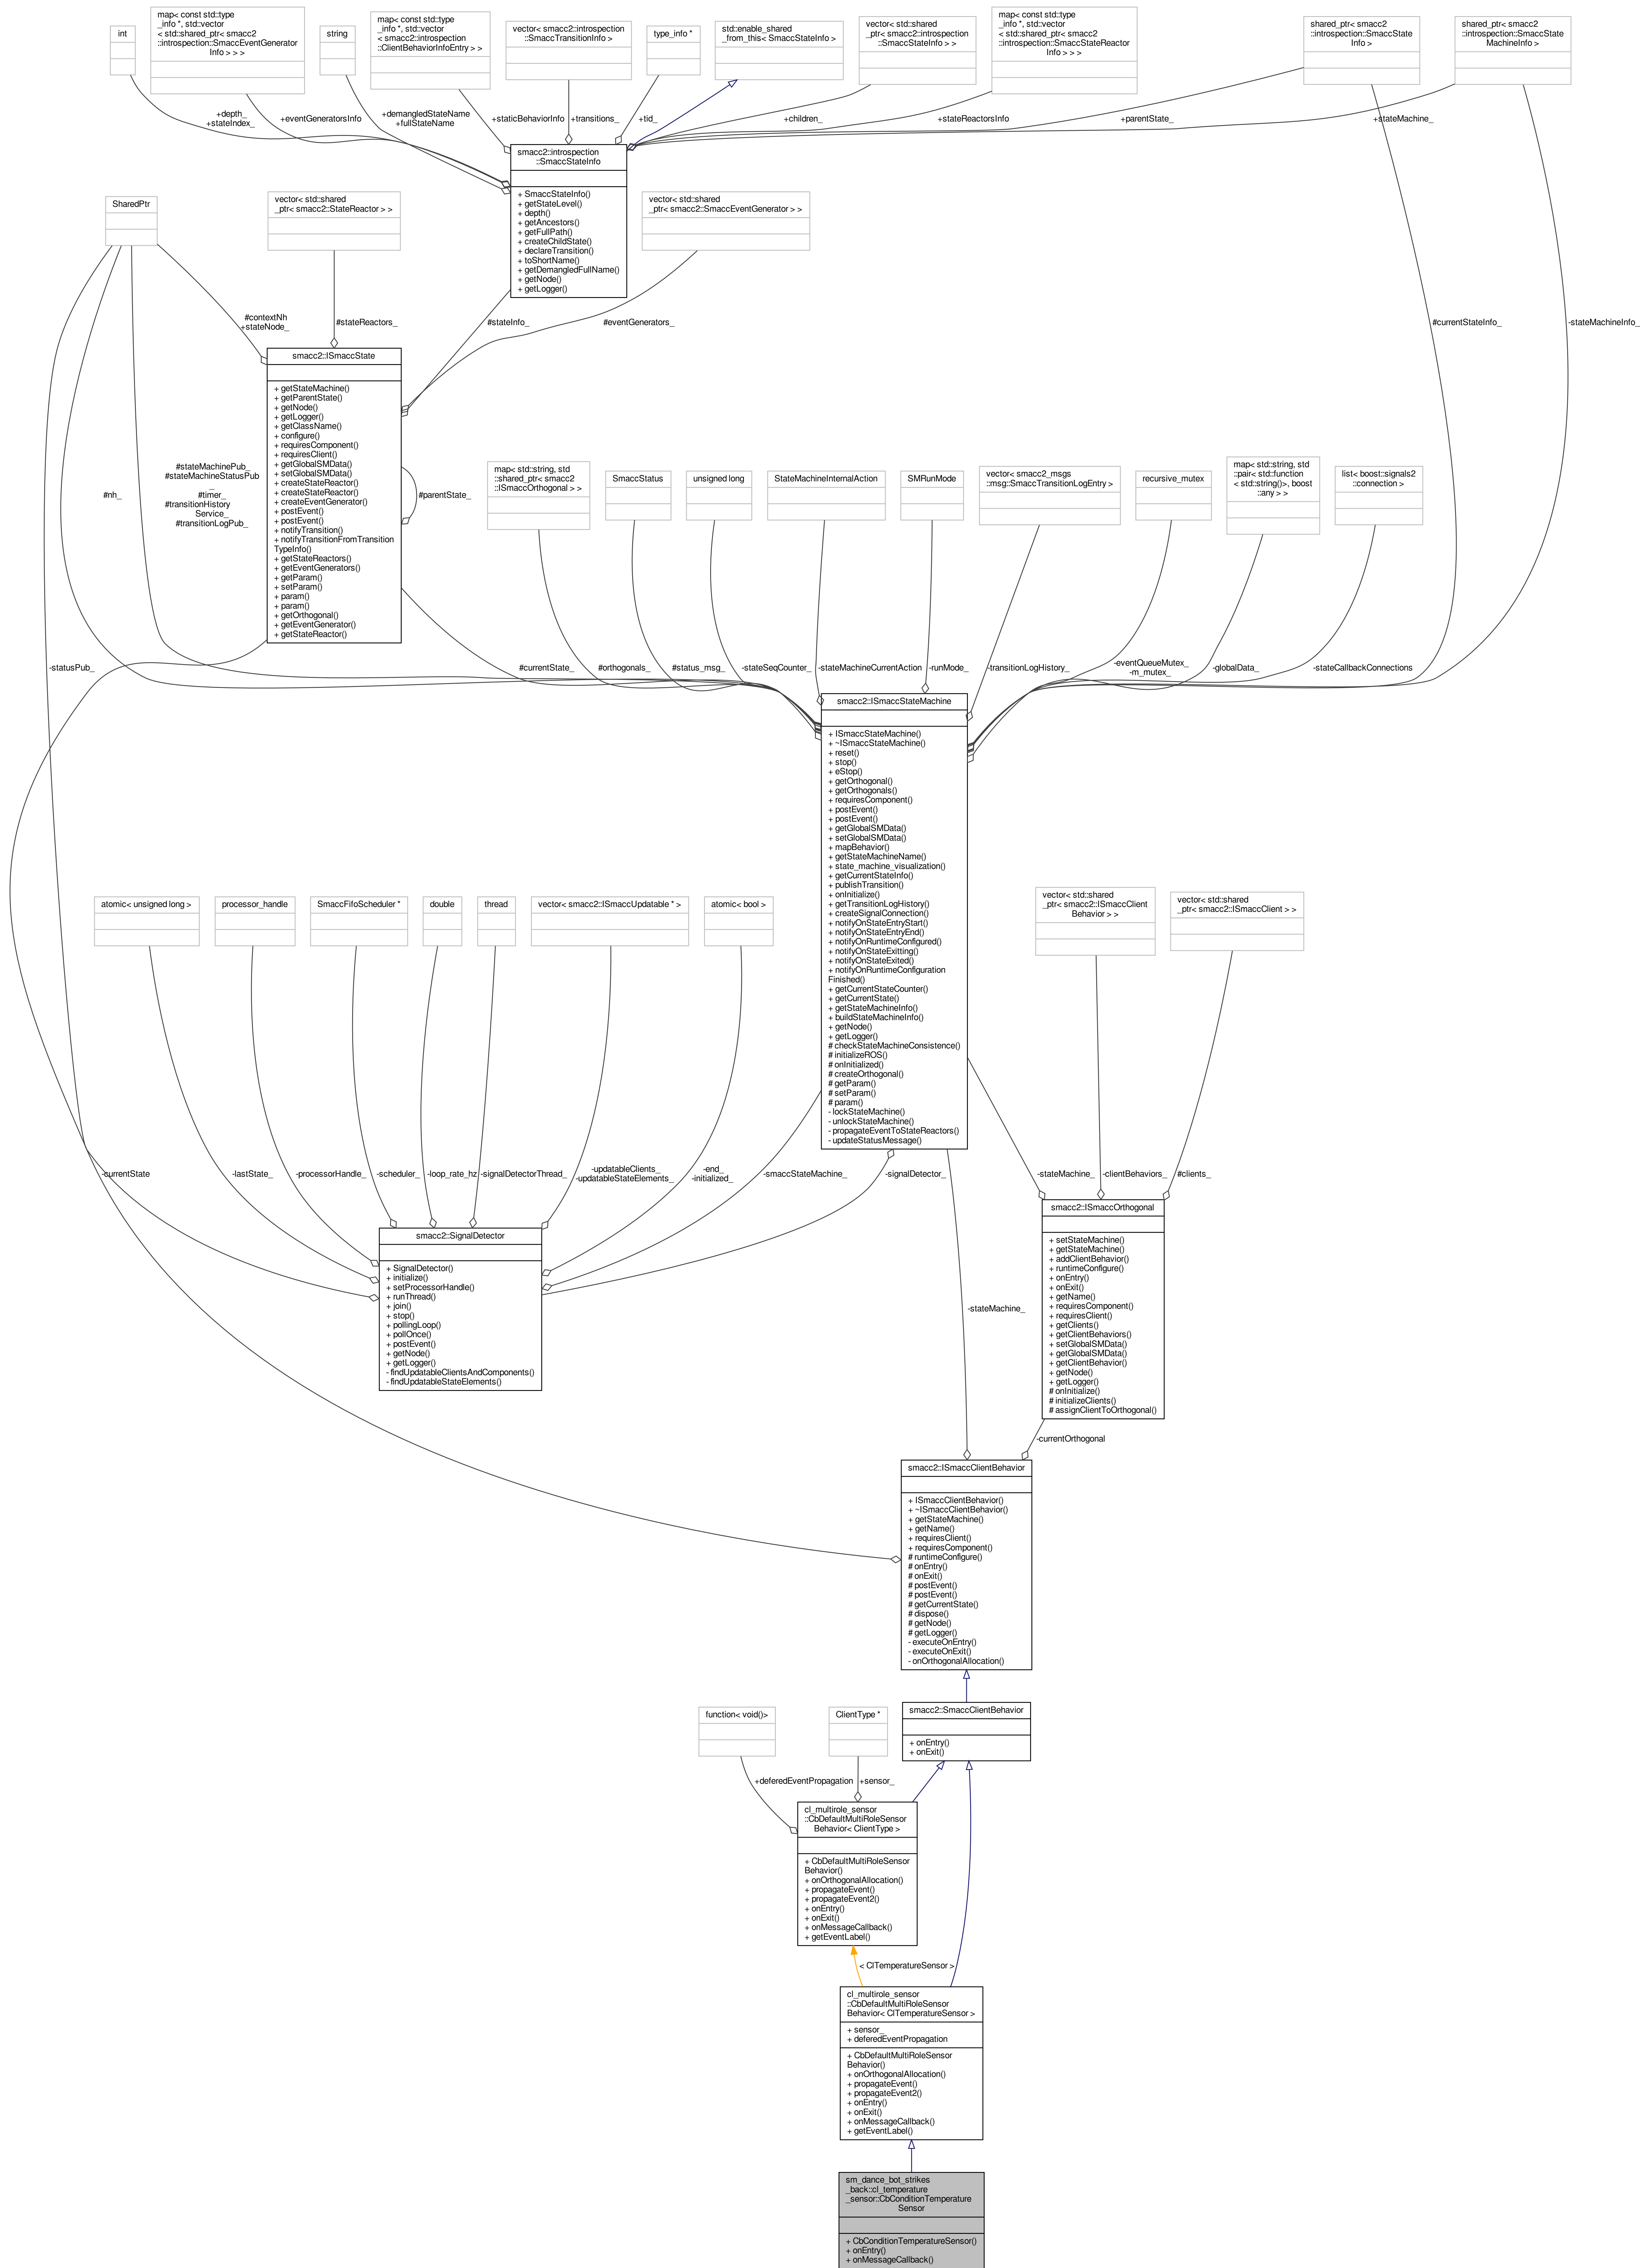 int
map< const std::type
_info *, std::vector
< std::shared_ptr< smacc2
::introspection::SmaccEventGenerator
Info > > >
string
map< const std::type
_info *, std::vector
< smacc2::introspection
::ClientBehaviorInfoEntry > >
vector< smacc2::introspection
::SmaccTransitionInfo >
type_info *
std::enable_shared
_from_this< SmaccStateInfo >
vector< std::shared
_ptr< smacc2::introspection
::SmaccStateInfo > >
map< const std::type
_info *, std::vector
< std::shared_ptr< smacc2
::introspection::SmaccStateReactor
Info > > >
shared_ptr< smacc2
::introspection::SmaccState
Info >
shared_ptr< smacc2
::introspection::SmaccState
MachineInfo >
+depth_
+stateIndex_
+eventGeneratorsInfo
+demangledStateName
+fullStateName
+staticBehaviorInfo
+transitions_
+tid_
+children_
+stateReactorsInfo
+parentState_
+stateMachine_
smacc2::introspection
::SmaccStateInfo
+ SmaccStateInfo()
+ getStateLevel()
+ depth()
+ getAncestors()
+ getFullPath()
+ createChildState()
+ declareTransition()
+ toShortName()
+ getDemangledFullName()
+ getNode()
+ getLogger()
SharedPtr
vector< std::shared
_ptr< smacc2::StateReactor > >
vector< std::shared
_ptr< smacc2::SmaccEventGenerator > >
#contextNh
+stateNode_
#stateReactors_
#stateInfo_
#eventGenerators_
#currentStateInfo_
-stateMachineInfo_
smacc2::ISmaccState
+ getStateMachine()
+ getParentState()
+ getNode()
+ getLogger()
+ getClassName()
+ configure()
+ requiresComponent()
+ requiresClient()
+ getGlobalSMData()
+ setGlobalSMData()
+ createStateReactor()
+ createStateReactor()
+ createEventGenerator()
+ postEvent()
+ postEvent()
+ notifyTransition()
+ notifyTransitionFromTransition
TypeInfo()
+ getStateReactors()
+ getEventGenerators()
+ getParam()
+ setParam()
+ param()
+ param()
+ getOrthogonal()
+ getEventGenerator()
+ getStateReactor()
#parentState_
#nh_
#stateMachinePub_
#stateMachineStatusPub
_
#timer_
#transitionHistory
Service_
#transitionLogPub_
map< std::string, std
::shared_ptr< smacc2
::ISmaccOrthogonal > >
SmaccStatus
unsigned long
StateMachineInternalAction
SMRunMode
vector< smacc2_msgs
::msg::SmaccTransitionLogEntry >
recursive_mutex
map< std::string, std
::pair< std::function
< std::string()>, boost
::any > >
list< boost::signals2
::connection >
-statusPub_
#currentState_
#orthogonals_
#status_msg_
-stateSeqCounter_
-stateMachineCurrentAction
-runMode_
-transitionLogHistory_
-eventQueueMutex_
-m_mutex_
-globalData_
-stateCallbackConnections
smacc2::ISmaccStateMachine
+ ISmaccStateMachine()
+ ~ISmaccStateMachine()
+ reset()
+ stop()
+ eStop()
+ getOrthogonal()
+ getOrthogonals()
+ requiresComponent()
+ postEvent()
+ postEvent()
+ getGlobalSMData()
+ setGlobalSMData()
+ mapBehavior()
+ getStateMachineName()
+ state_machine_visualization()
+ getCurrentStateInfo()
+ publishTransition()
+ onInitialize()
+ getTransitionLogHistory()
+ createSignalConnection()
+ notifyOnStateEntryStart()
+ notifyOnStateEntryEnd()
+ notifyOnRuntimeConfigured()
+ notifyOnStateExitting()
+ notifyOnStateExited()
+ notifyOnRuntimeConfiguration
Finished()
+ getCurrentStateCounter()
+ getCurrentState()
+ getStateMachineInfo()
+ buildStateMachineInfo()
+ getNode()
+ getLogger()
# checkStateMachineConsistence()
# initializeROS()
# onInitialized()
# createOrthogonal()
# getParam()
# setParam()
# param()
- lockStateMachine()
- unlockStateMachine()
- propagateEventToStateReactors()
- updateStatusMessage()
atomic< unsigned long >
processor_handle
SmaccFifoScheduler *
double
thread
vector< smacc2::ISmaccUpdatable * >
atomic< bool >
vector< std::shared
_ptr< smacc2::ISmaccClient
Behavior > >
vector< std::shared
_ptr< smacc2::ISmaccClient > >
-currentState
-lastState_
-processorHandle_
-scheduler_
-loop_rate_hz
-signalDetectorThread_
-updatableClients_
-updatableStateElements_
-end_
-initialized_
-smaccStateMachine_
-signalDetector_
-stateMachine_
-clientBehaviors_
#clients_
smacc2::SignalDetector
+ SignalDetector()
+ initialize()
+ setProcessorHandle()
+ runThread()
+ join()
+ stop()
+ pollingLoop()
+ pollOnce()
+ postEvent()
+ getNode()
+ getLogger()
- findUpdatableClientsAndComponents()
- findUpdatableStateElements()
smacc2::ISmaccOrthogonal
+ setStateMachine()
+ getStateMachine()
+ addClientBehavior()
+ runtimeConfigure()
+ onEntry()
+ onExit()
+ getName()
+ requiresComponent()
+ requiresClient()
+ getClients()
+ getClientBehaviors()
+ setGlobalSMData()
+ getGlobalSMData()
+ getClientBehavior()
+ getNode()
+ getLogger()
# onInitialize()
# initializeClients()
# assignClientToOrthogonal()
-stateMachine_
-currentOrthogonal
smacc2::ISmaccClientBehavior
+ ISmaccClientBehavior()
+ ~ISmaccClientBehavior()
+ getStateMachine()
+ getName()
+ requiresClient()
+ requiresComponent()
# runtimeConfigure()
# onEntry()
# onExit()
# postEvent()
# postEvent()
# getCurrentState()
# dispose()
# getNode()
# getLogger()
- executeOnEntry()
- executeOnExit()
- onOrthogonalAllocation()
function< void()>
ClientType *
smacc2::SmaccClientBehavior
+ onEntry()
+ onExit()
+deferedEventPropagation
+sensor_
cl_multirole_sensor
::CbDefaultMultiRoleSensor
Behavior< ClientType >
+ CbDefaultMultiRoleSensor
Behavior()
+ onOrthogonalAllocation()
+ propagateEvent()
+ propagateEvent2()
+ onEntry()
+ onExit()
+ onMessageCallback()
+ getEventLabel()
< ClTemperatureSensor >
cl_multirole_sensor
::CbDefaultMultiRoleSensor
Behavior< ClTemperatureSensor >
+ sensor_
+ deferedEventPropagation
+ CbDefaultMultiRoleSensor
Behavior()
+ onOrthogonalAllocation()
+ propagateEvent()
+ propagateEvent2()
+ onEntry()
+ onExit()
+ onMessageCallback()
+ getEventLabel()
sm_dance_bot_strikes
_back::cl_temperature
_sensor::CbConditionTemperature
Sensor
+ CbConditionTemperatureSensor()
+ onEntry()
+ onMessageCallback()